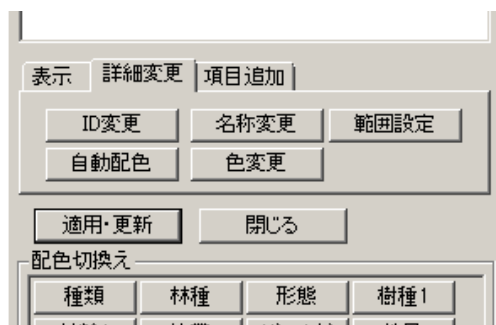 表示 詳細変更 項目追加
ID変更 名称変更 範囲設定
自動配色 色変更
適用・更新 閉じる
配色切換え
種類 林種 形態 樹種1